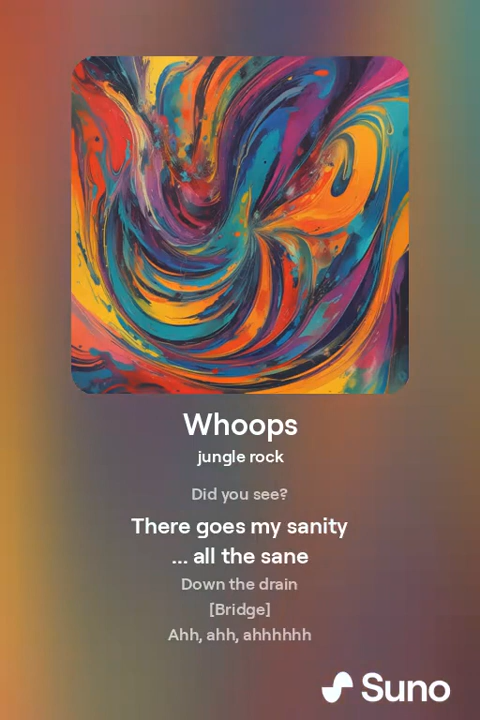 Whoops
jungle rock
Did you see?
There goes my sanity
... all the sane
Down the drain
[Bridge]
Ahh, ahh, ahhhhhh
Suno